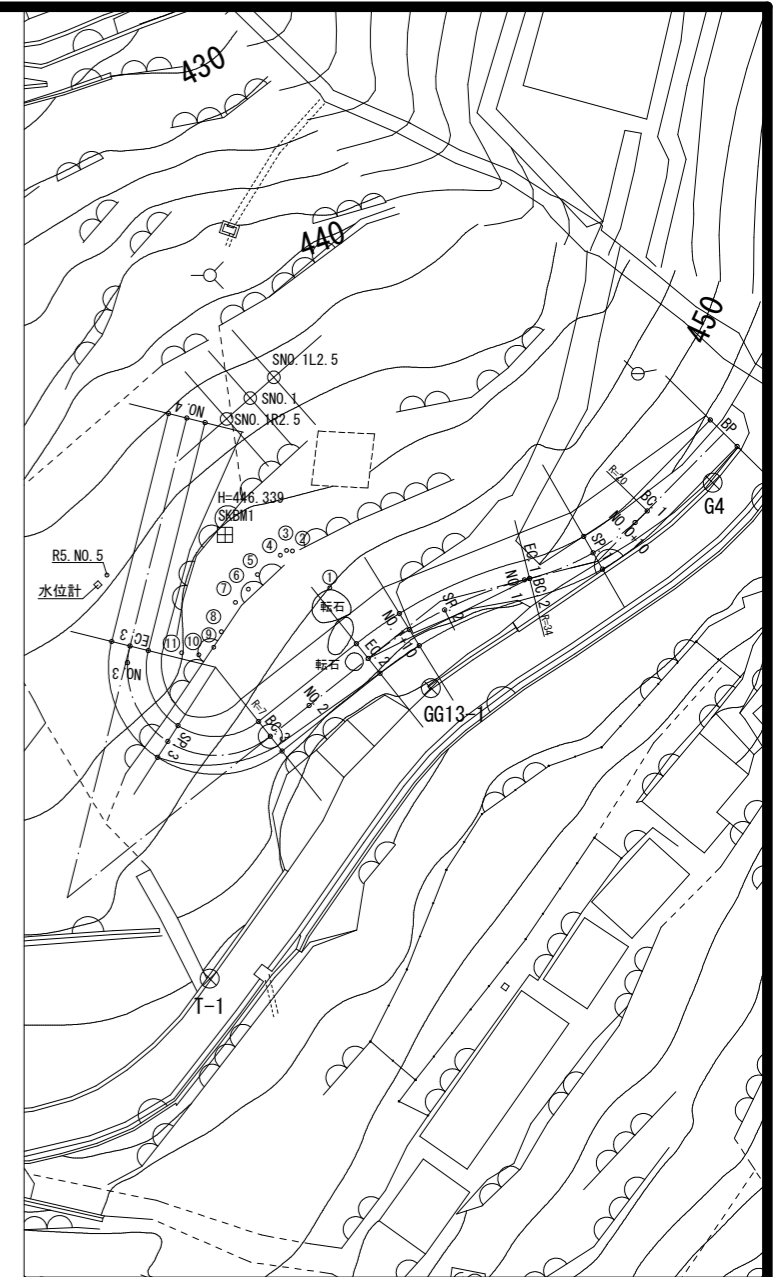 430
440
450
SNO.1L2.5
SNO.1
SNO.1R2.5
NO.4
BP
R=20
BC.1
G4
NO.0+10
SP.1
H=446.339
SKBM1
③
②
④
⑤
⑥
⑦
⑧
⑨
⑩
⑪
①
R5.NO.5
水位計
EC.1
NO.1
BC.2
R=34
SP.2
転石
転石
EC.2
EC.3
NO.3
NO.2
R=7
BC.3
SP.3
GG13-1
T-1